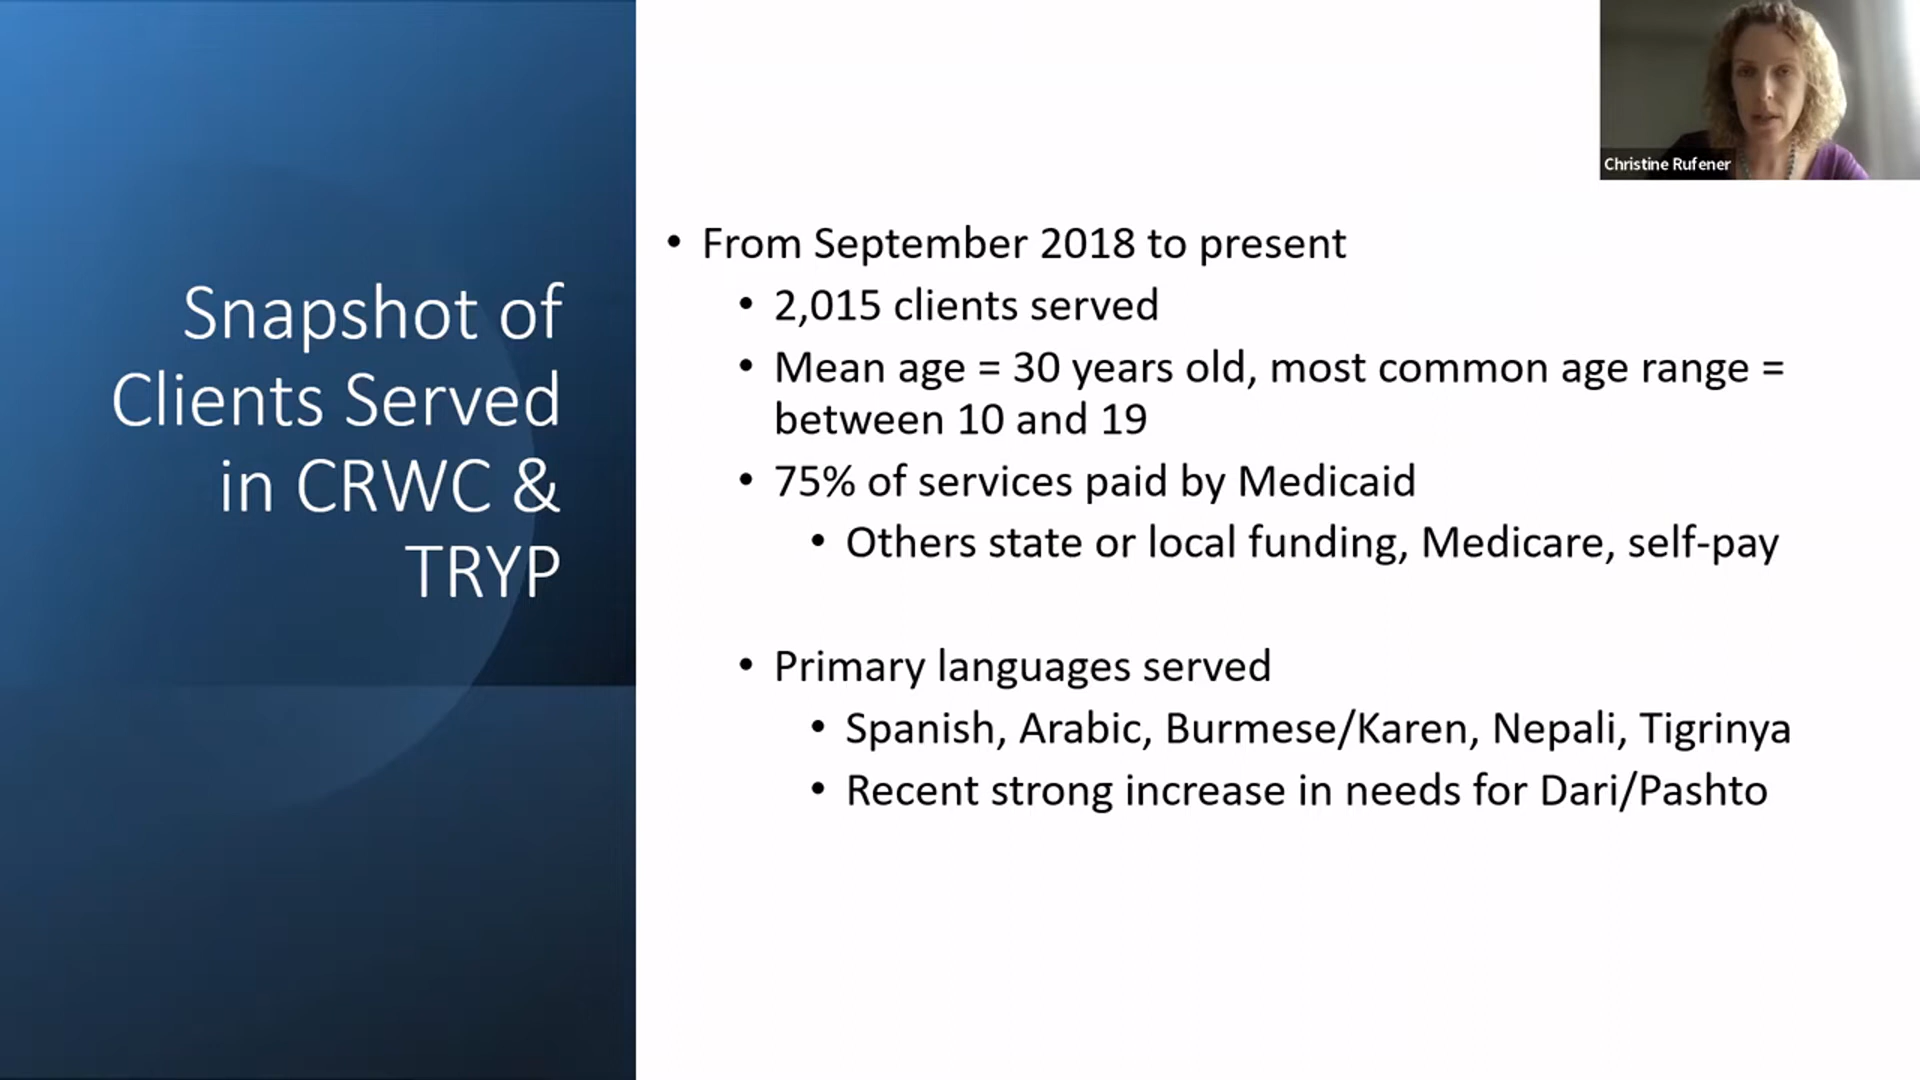 Snapshot of
Clients Served
in CRWC &
TRYP
Christine Rufener
• From September 2018 to present
• 2,015 clients served
• Mean age = 30 years old, most common age range =
between 10 and 19
• 75% of services paid by Medicaid
• Others state or local funding, Medicare, self-pay
• Primary languages served
• Spanish, Arabic, Burmese/Karen, Nepali, Tigrinya
• Recent strong increase in needs for Dari/Pashto